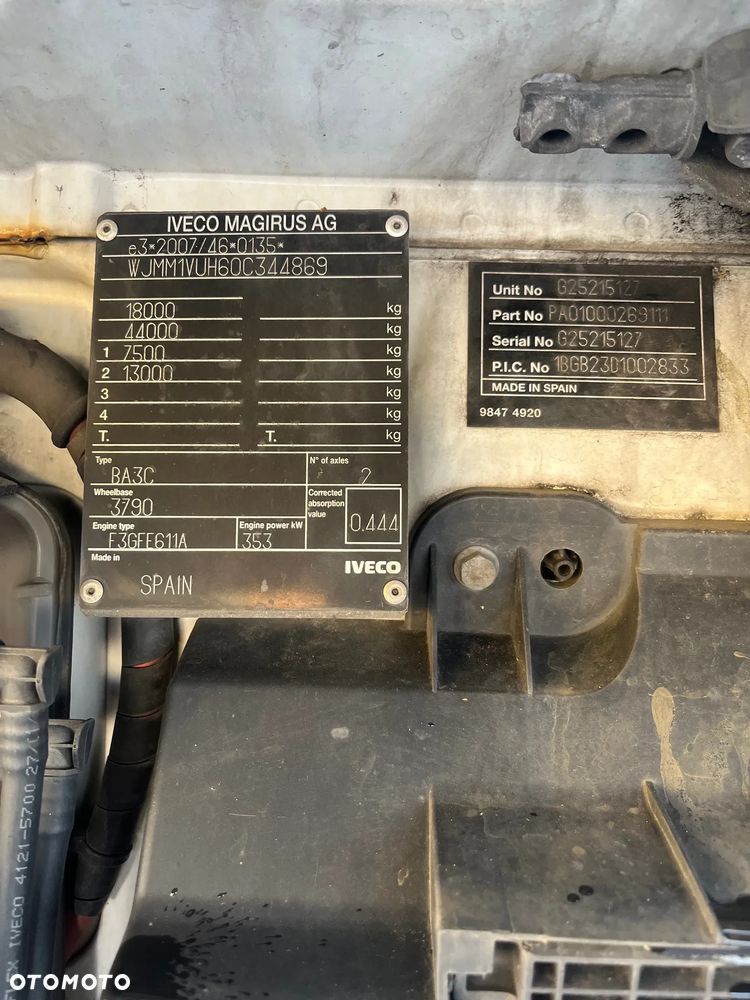 IVECO MAGIRUS AG
e3*2007/46*0135*
WJMM1VUH60C344869
18000 kg
44000 kg
1 7500 kg
2 13000 kg
3 kg
4 kg
T. T. kg
Type
BA3C
N° of axles
2
Wheelbase
3790
Corrected absorption value
0.444
Engine type
F3GFE611A
Engine power kW
353
Made in
SPAIN
IVECO
Unit No G25215127
Part No PA01000269111
Serial No G25215127
P.I.C. No 1BGB23D1002833
MADE IN SPAIN
9847 4920
IVECO 4121-5700 27/11
OTOMOTO